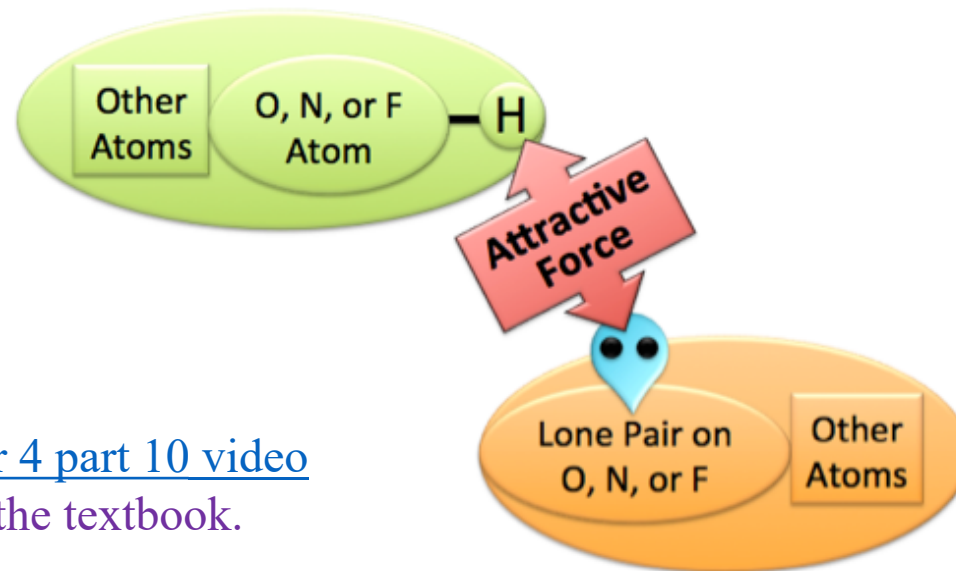 Other
Atoms
O, N, or F
Atom
H
Attractive
Force
Lone Pair on
O, N, or F
Other
Atoms
4 part 10 video
the textbook.